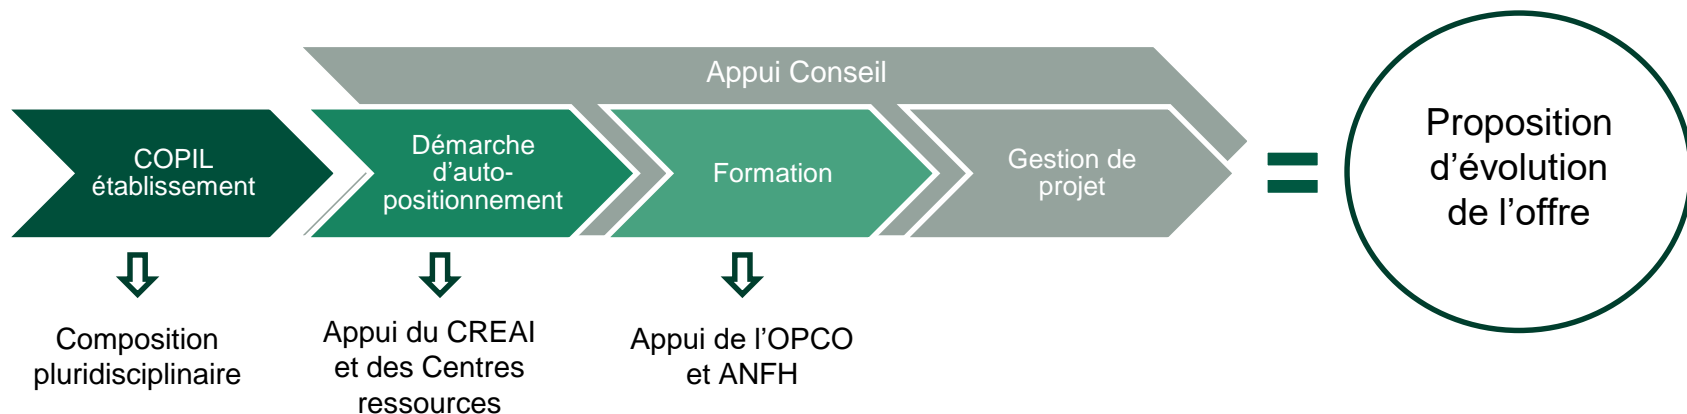 Appui Conseil
COPIL
établissement
Démarche
d’auto-
positionnement
Formation
Gestion de
projet
=
Proposition
d’évolution
de l’offre
Composition
pluridisciplinaire
Appui du CREAI
et des Centres
ressources
Appui de l’OPCO
et ANFH